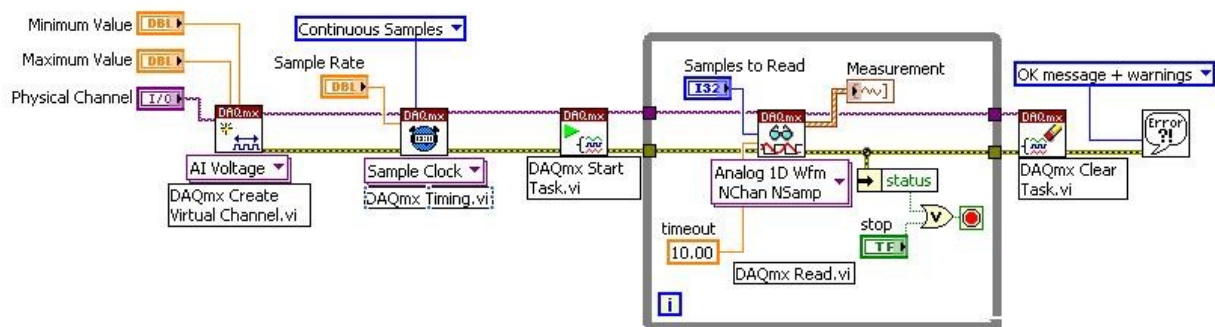 Minimum Value
DBL
Maximum Value
DBL
Physical Channel
I/O
Continuous Samples
Sample Rate
DBL
DAQmx
AI Voltage
DAQmx Create
Virtual Channel.vi
DAQmx
Sample Clock
DAQmx Timing.vi
DAQmx
DAQmx Start
Task.vi
Samples to Read
I32
Measurement
DAQmx
Analog 1D Wfm
NChan NSamp
timeout
10.00
DAQmx Read.vi
status
stop
TF
V
i
OK message + warnings
DAQmx
DAQmx Clear
Task.vi
Error
?!